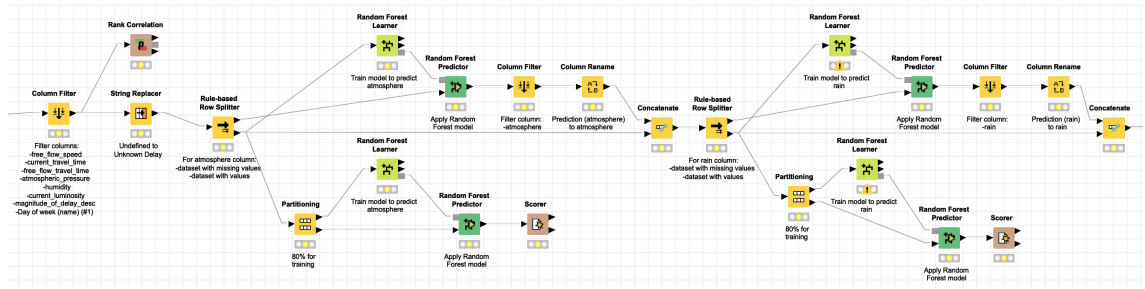 Rank Correlation
Column Filter
Filter columns:
-free_flow_speed
-current_travel_time
-free_flow_travel_time
-atmospheric_pressure
-humidity
-current_luminosity
-magnitude_of_delay_desc
-Day of week (name) (#1)
String Replacer
Undefined to
Unknown Delay
Rule-based
Row Splitter
For atmosphere column:
-dataset with missing values
-dataset with values
Random Forest
Learner
Train model to predict
atmosphere
Random Forest
Predictor
Apply Random
Forest model
Column Filter
Filter column:
-atmosphere
Column Rename
Prediction (atmosphere)
to atmosphere
Concatenate
Partitioning
80% for
training
Random Forest
Learner
Train model to predict
atmosphere
Random Forest
Predictor
Apply Random
Forest model
Scorer
Rule-based
Row Splitter
For rain column:
-dataset with missing values
-dataset with values
Random Forest
Learner
Train model to predict
rain
Random Forest
Predictor
Apply Random
Forest model
Column Filter
Filter column:
-rain
Column Rename
Prediction (rain)
to rain
Concatenate
Partitioning
80% for
training
Random Forest
Learner
Train model to predict
rain
Random Forest
Predictor
Apply Random
Forest model
Scorer